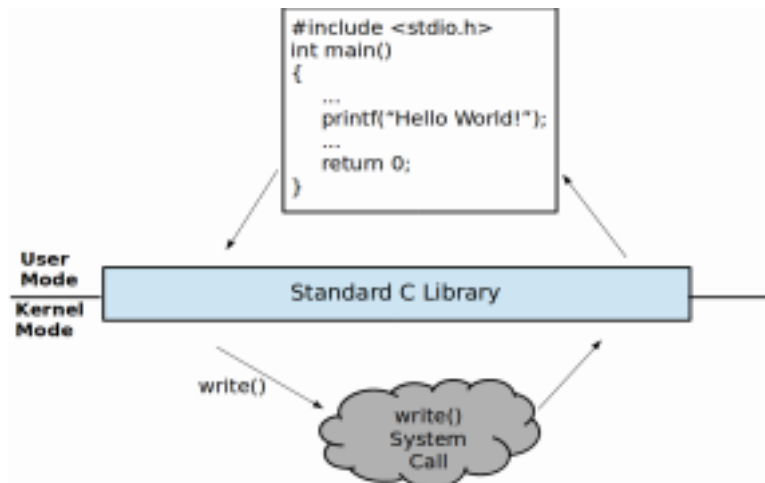 #include <stdio.h>
int main()
{
...
printf("Hello World!");
...
return 0;
}
User
Mode
Standard C Library
Kernel
Mode
write()
write()
System
Call